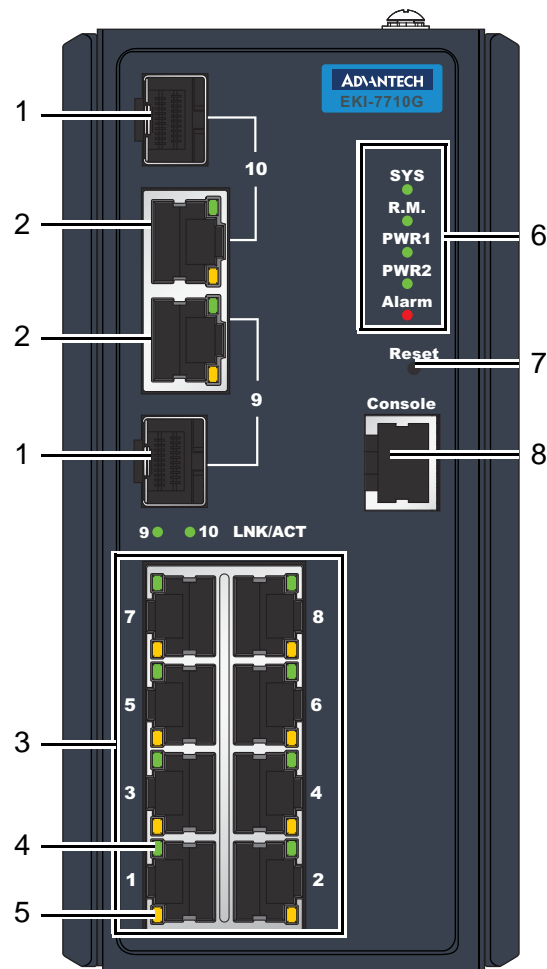 ADVANTECH
EKI-7710G
1
10
SYS
R.M.
PWR1
PWR2
Alarm
6
2
2
Reset
7
9
Console
1
8
9 10 LNK/ACT
7 8
5 6
3
3 4
4
1 2
5